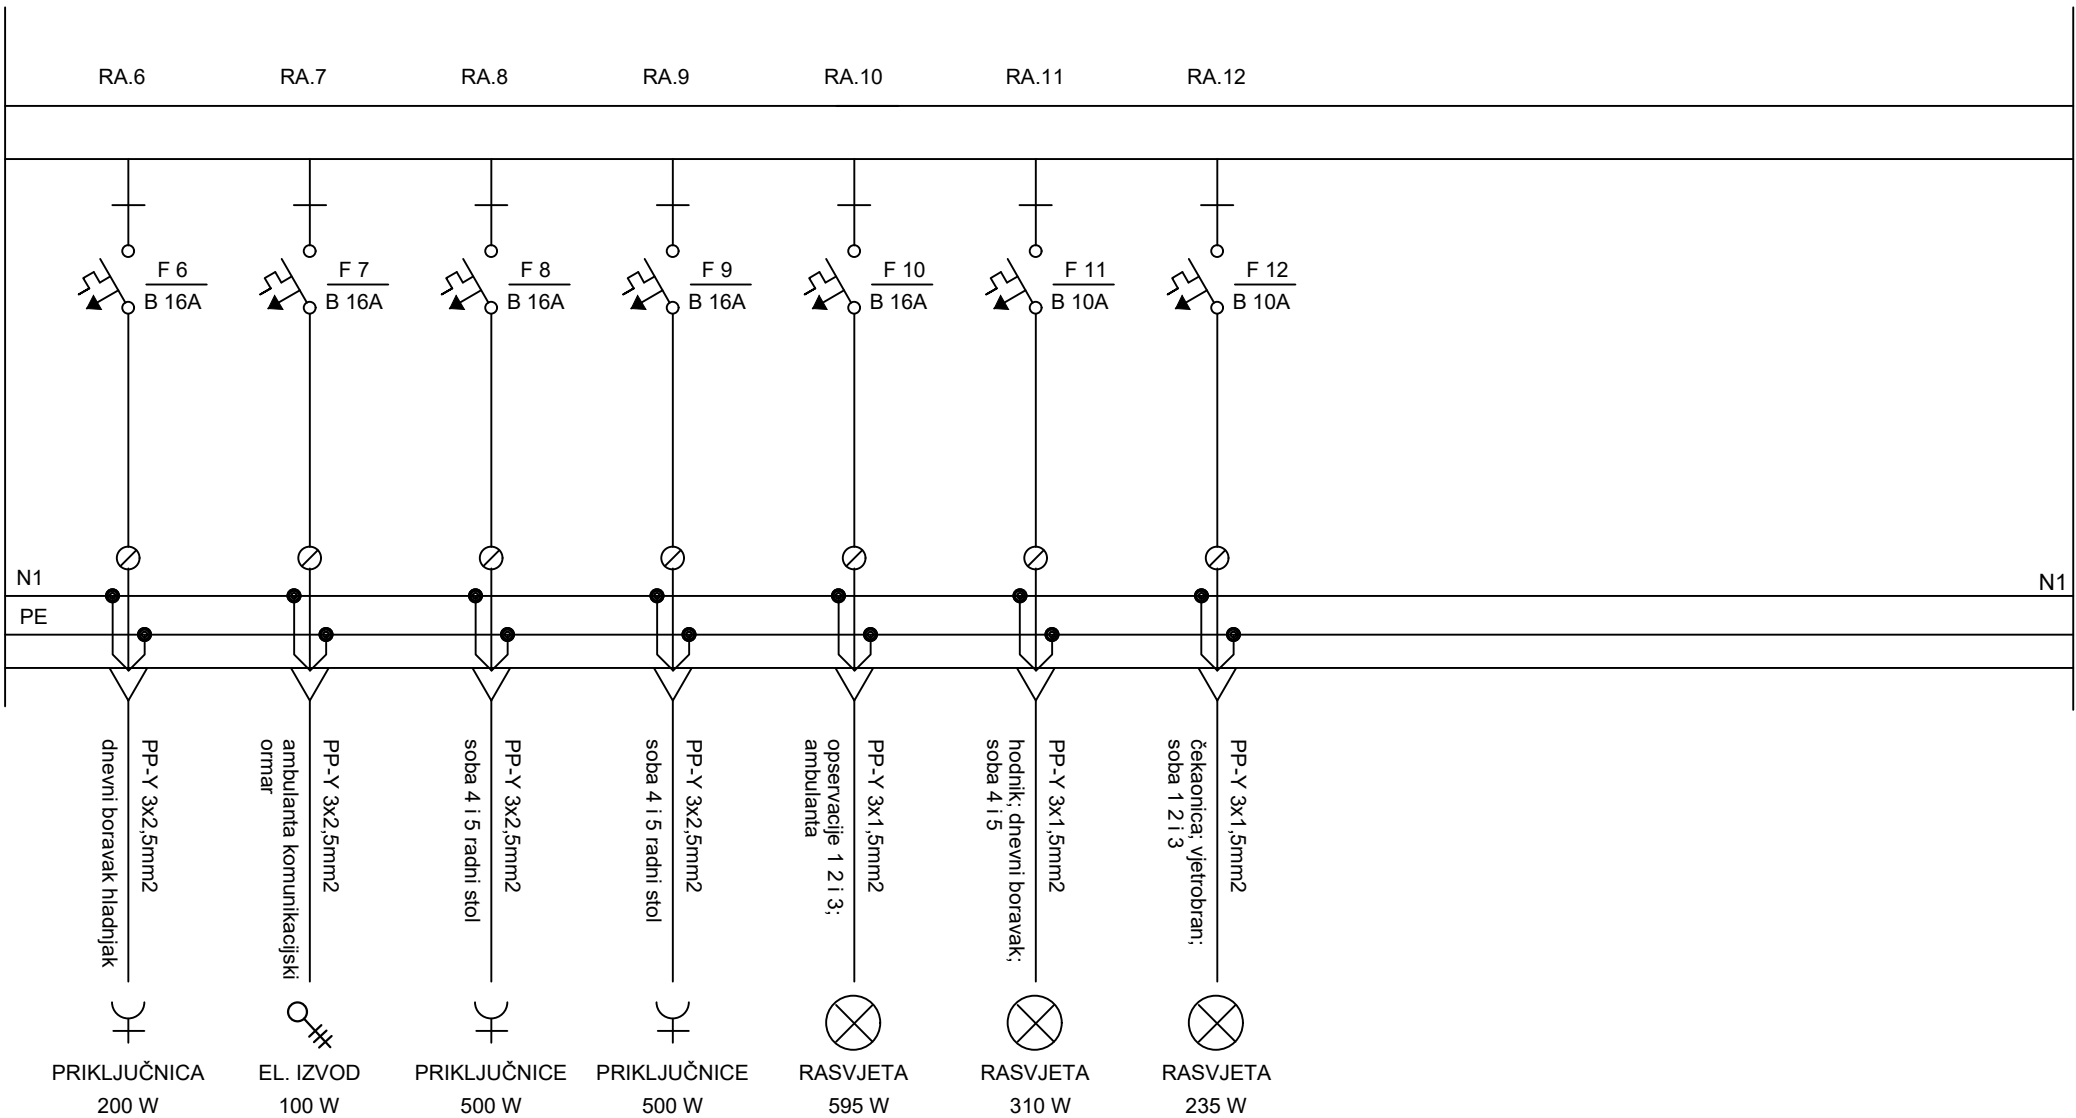 RA.6
RA.7
RA.8
RA.9
RA.10
RA.11
RA.12
F 6
B 16A
F 7
B 16A
F 8
B 16A
F 9
B 16A
F 10
B 16A
F 11
B 10A
F 12
B 10A
N1
N1
PE
PP-Y 3x2,5mm2
dnevni boravak hladnjak
PP-Y 3x2,5mm2
ambulanta komunikacijski
ormar
PP-Y 3x2,5mm2
soba 4 i 5 radni stol
PP-Y 3x2,5mm2
soba 4 i 5 radni stol
PP-Y 3x1,5mm2
opservacije 1 2 i 3;
ambulanta
PP-Y 3x1,5mm2
hodnik; dnevni boravak;
soba 4 i 5
PP-Y 3x1,5mm2
čekaonica; vjetrobran;
soba 1 2 i 3
PRIKLJUČNICA
200 W
EL. IZVOD
100 W
PRIKLJUČNICE
500 W
PRIKLJUČNICE
500 W
RASVJETA
595 W
RASVJETA
310 W
RASVJETA
235 W